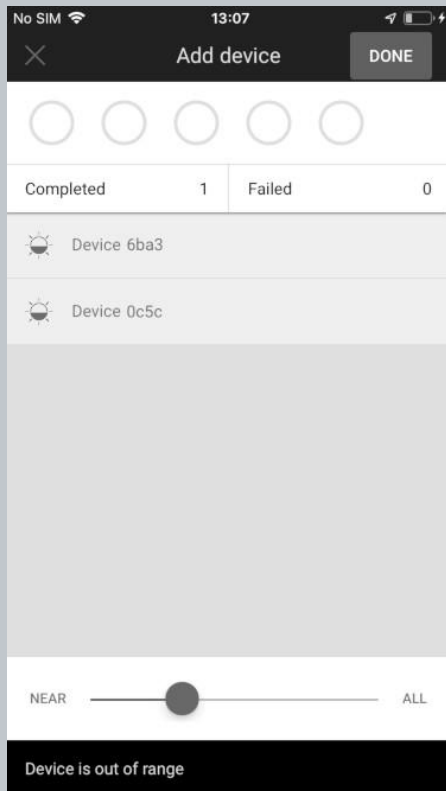 No SIM 13:07
Add device DONE
Completed 1 Failed 0
Device 6ba3
Device 0c5c
NEAR ALL
Device is out of range